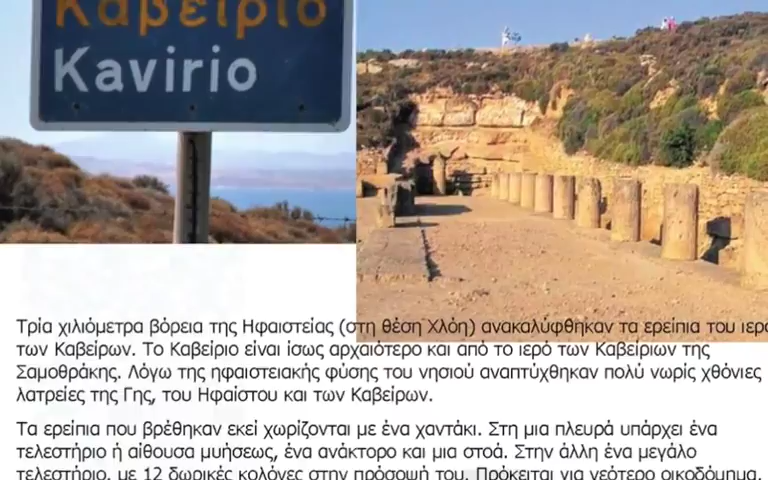 Καβείριο
Kavirio
Τρία χιλιόμετρα βόρεια της Ηφαιστείας (στη θέση Χλόη) ανακαλύφθηκαν τα ερείπια του ιερο
των Καβείρων. Το Καβείριο είναι ίσως αρχαιότερο και από το ιερό των Καβείριων της
Σαμοθράκης. Λόγω της ηφαιστειακής φύσης του νησιού αναπτύχθηκαν πολύ νωρίς χθόνιες
λατρείες της Γης, του Ηφαίστου και των Καβείρων.
Τα ερείπια που βρέθηκαν εκεί χωρίζονται με ένα χαντάκι. Στη μια πλευρά υπάρχει ένα
τελεστήριο ή αίθουσα μυήσεως, ένα ανάκτορο και μια στοά. Στην άλλη ένα μεγάλο
τελεστήριο, με 12 δωρικές κολόνες στην πρόσοψή του. Πρόκειται για νεότερο οικοδόμημα,